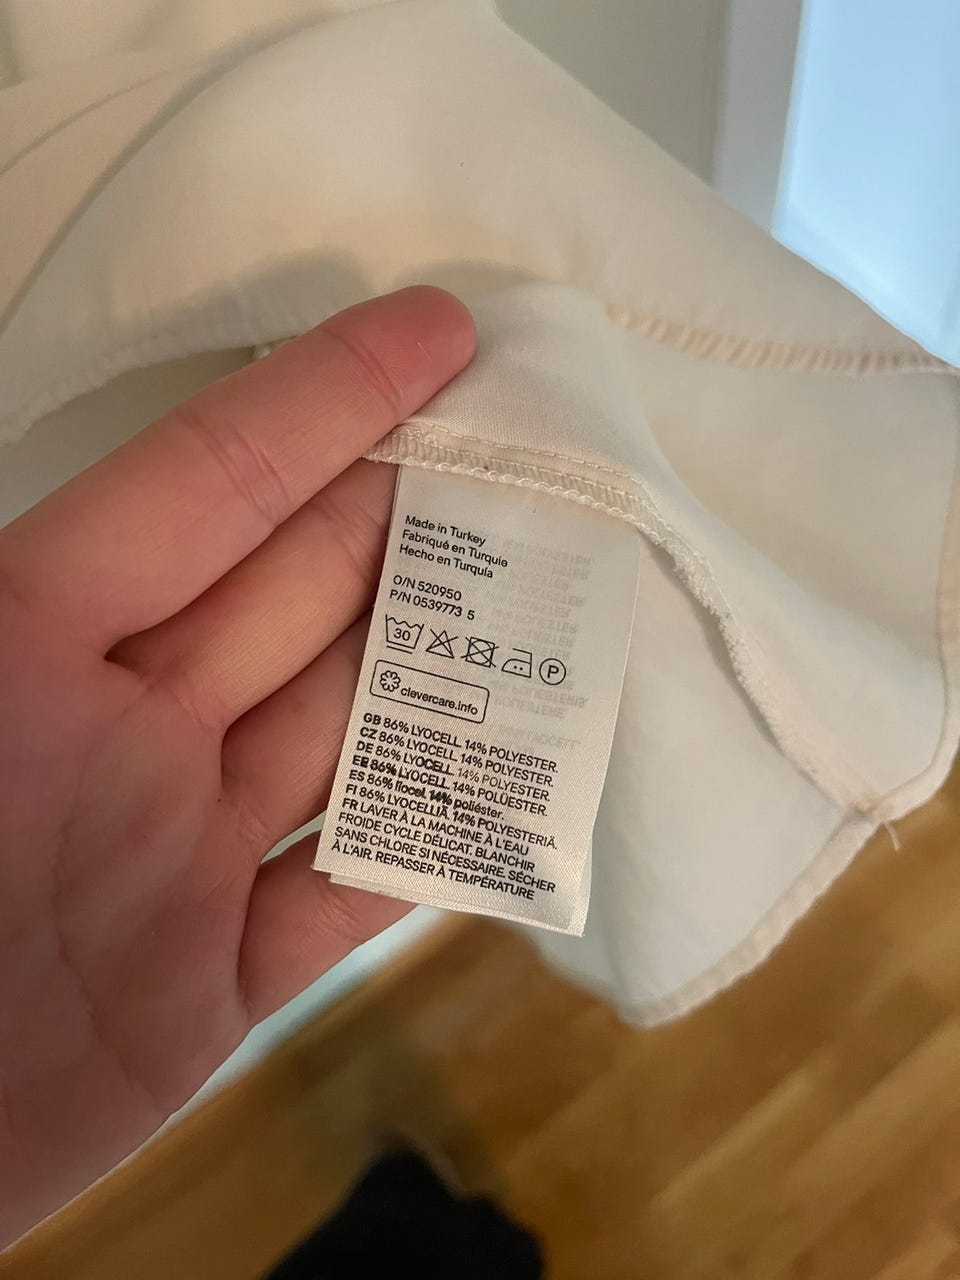 Made in Turkey
Fabriqué en Turquie
Hecho en Turquía
O/N 520950
P/N 0539773 5
30
P
clevercare.info
GB 86% LYOCELL. 14% POLYESTER.
CZ 86% LYOCELL. 14% POLYESTER.
DE 86% LYOCELL. 14% POLYESTER.
86% LYOCELL. 14% POLÜESTER.
ES 86% liocel. 14% poliéster.
FI 86% LYOCELLIÄ. 14% POLYESTERIÄ.
FR LAVER À LA MACHINE À L'EAU
FROIDE CYCLE DÉLICAT. BLANCHIR
SANS CHLORE SI NÉCESSAIRE. SÉCHER
À L'AIR. REPASSER À TEMPÉRATURE